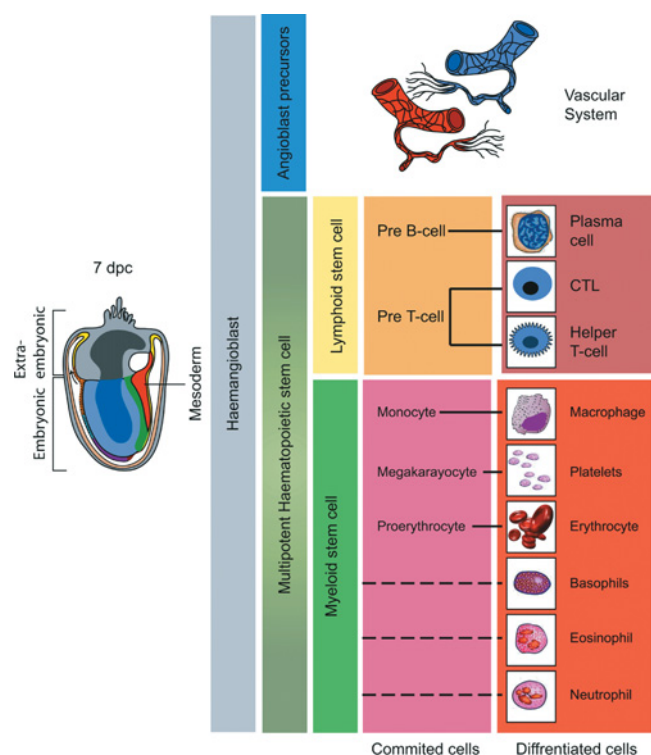 7 dpc
Extra-
embryonic
Embryonic
Mesoderm
Haemangioblast
Angioblast precursors
Multipotent Haematopoietic stem cell
Lymphoid stem cell
Myeloid stem cell
Vascular
System
Pre B-cell
Plasma
cell
Pre T-cell
CTL
Helper
T-cell
Monocyte
Macrophage
Megakarayocyte
Platelets
Proerythrocyte
Erythrocyte
Basophils
Eosinophil
Neutrophil
Commited cells
Diffrentiated cells